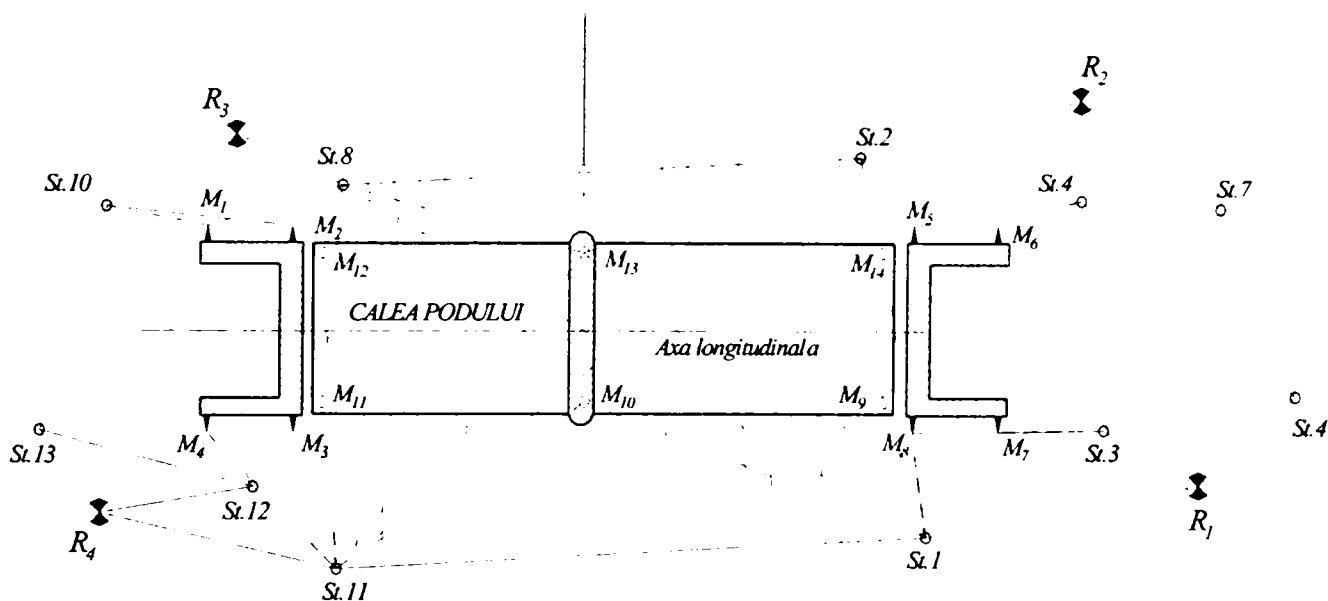 R2
R3
St.2
St.8
St.4
St.7
St.10
M1
M5
M2
M6
M12
M13
M14
CALEA PODULUI
Axa longitudinala
M11
M10
M9
St.4
M4
M3
M8
M7
St.3
St.13
St.12
R1
R4
St.1
St.11